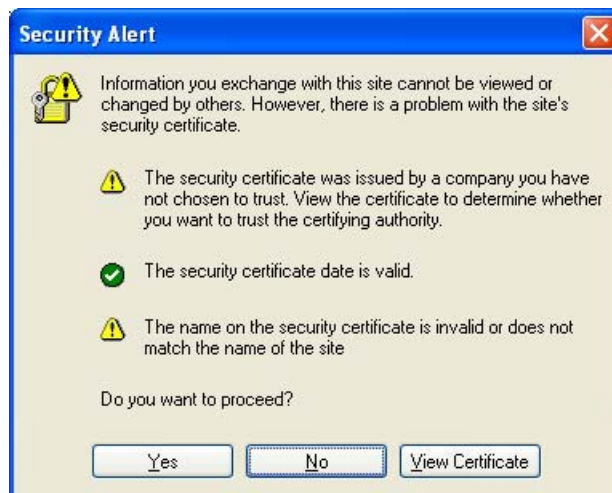 Security Alert
Information you exchange with this site cannot be viewed or
changed by others. However, there is a problem with the site's
security certificate.
The security certificate was issued by a company you have
not chosen to trust. View the certificate to determine whether
you want to trust the certifying authority.
The security certificate date is valid.
The name on the security certificate is invalid or does not
match the name of the site
Do you want to proceed?
Yes No View Certificate